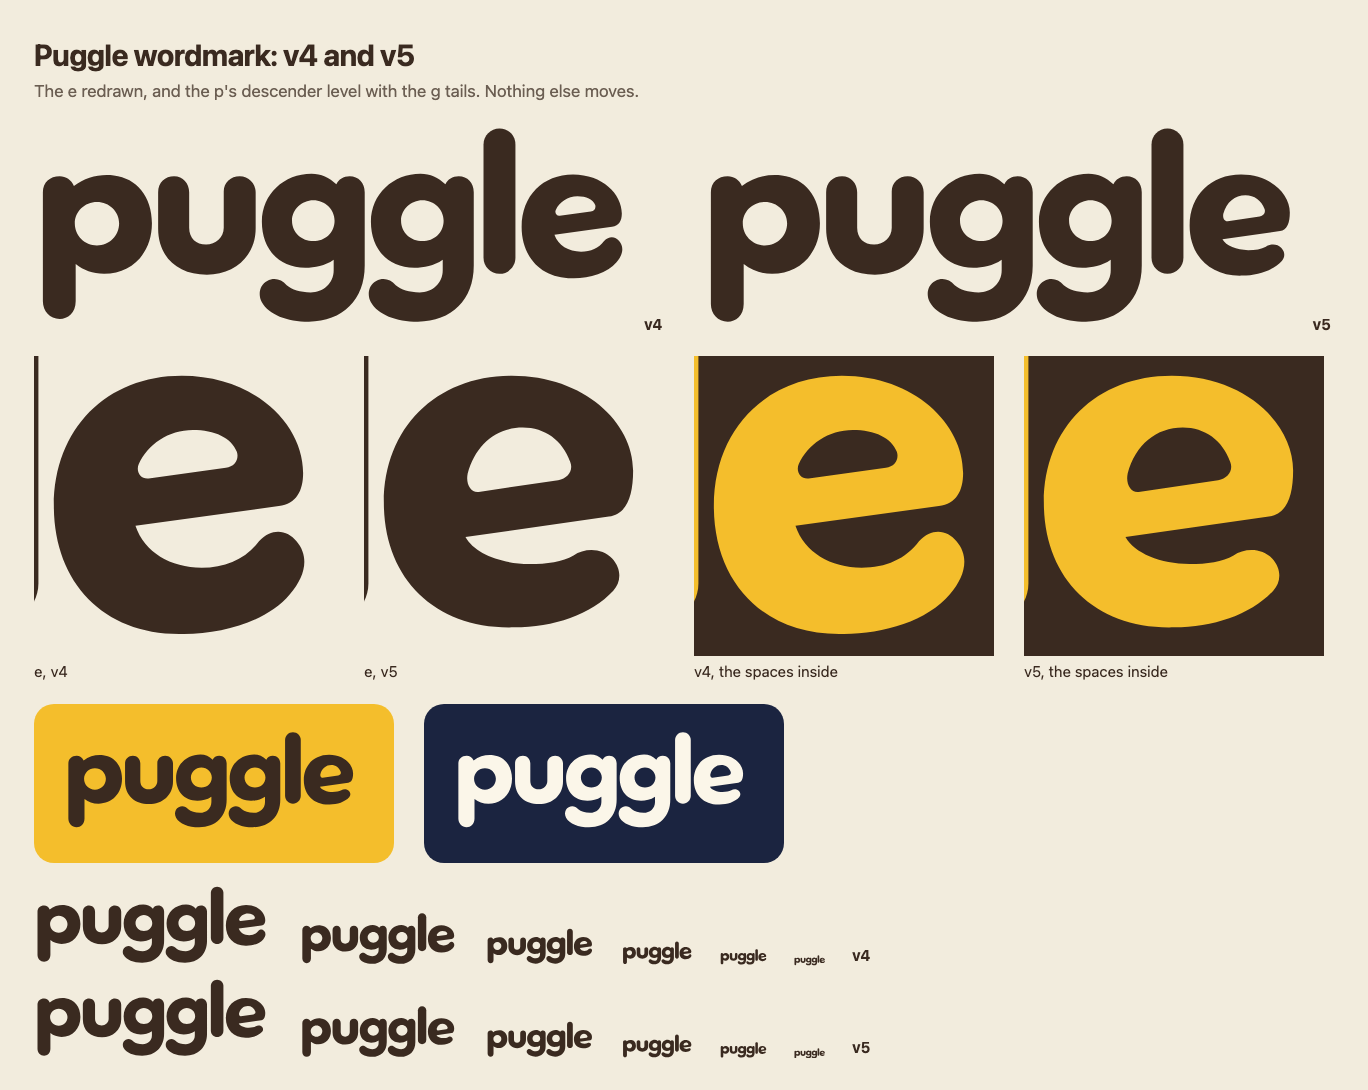 Puggle wordmark: v4 and v5
The e redrawn, and the p's descender level with the g tails. Nothing else moves.
puggle puggle
v4 v5
e e e e
e, v4 e, v5 v4, the spaces inside v5, the spaces inside
puggle puggle
puggle puggle puggle puggle puggle puggle v4
puggle puggle puggle puggle puggle puggle v5